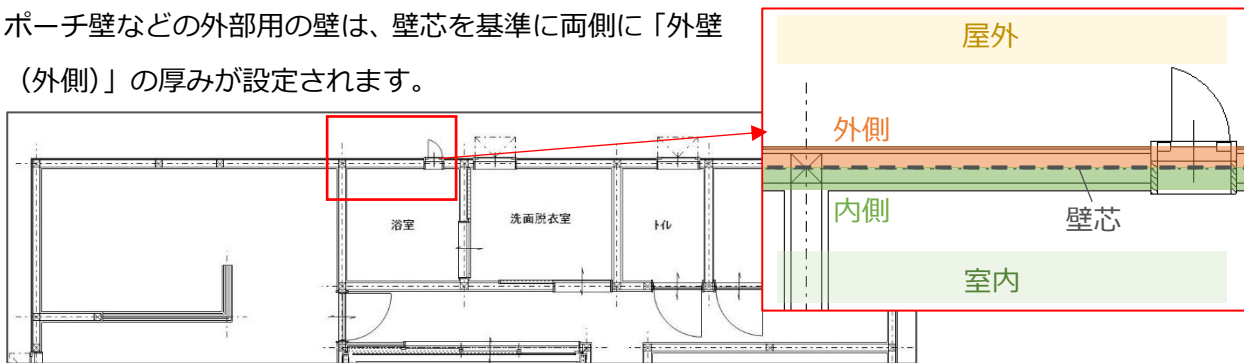 ポーチ壁などの外部用の壁は、壁芯を基準に両側に「外壁
（外側）」の厚みが設定されます。
屋外
外側
内側
壁芯
室内
浴室
洗面脱衣室
トイレ